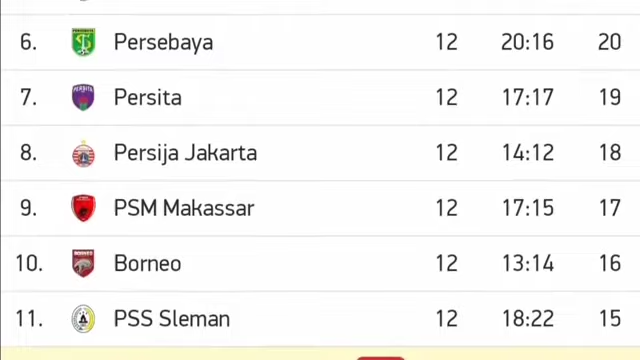 6. Persebaya 12 20:16 20
7. Persita 12 17:17 19
8. Persija Jakarta 12 14:12 18
9. PSM Makassar 12 17:15 17
10. Borneo 12 13:14 16
11. PSS Sleman 12 18:22 15